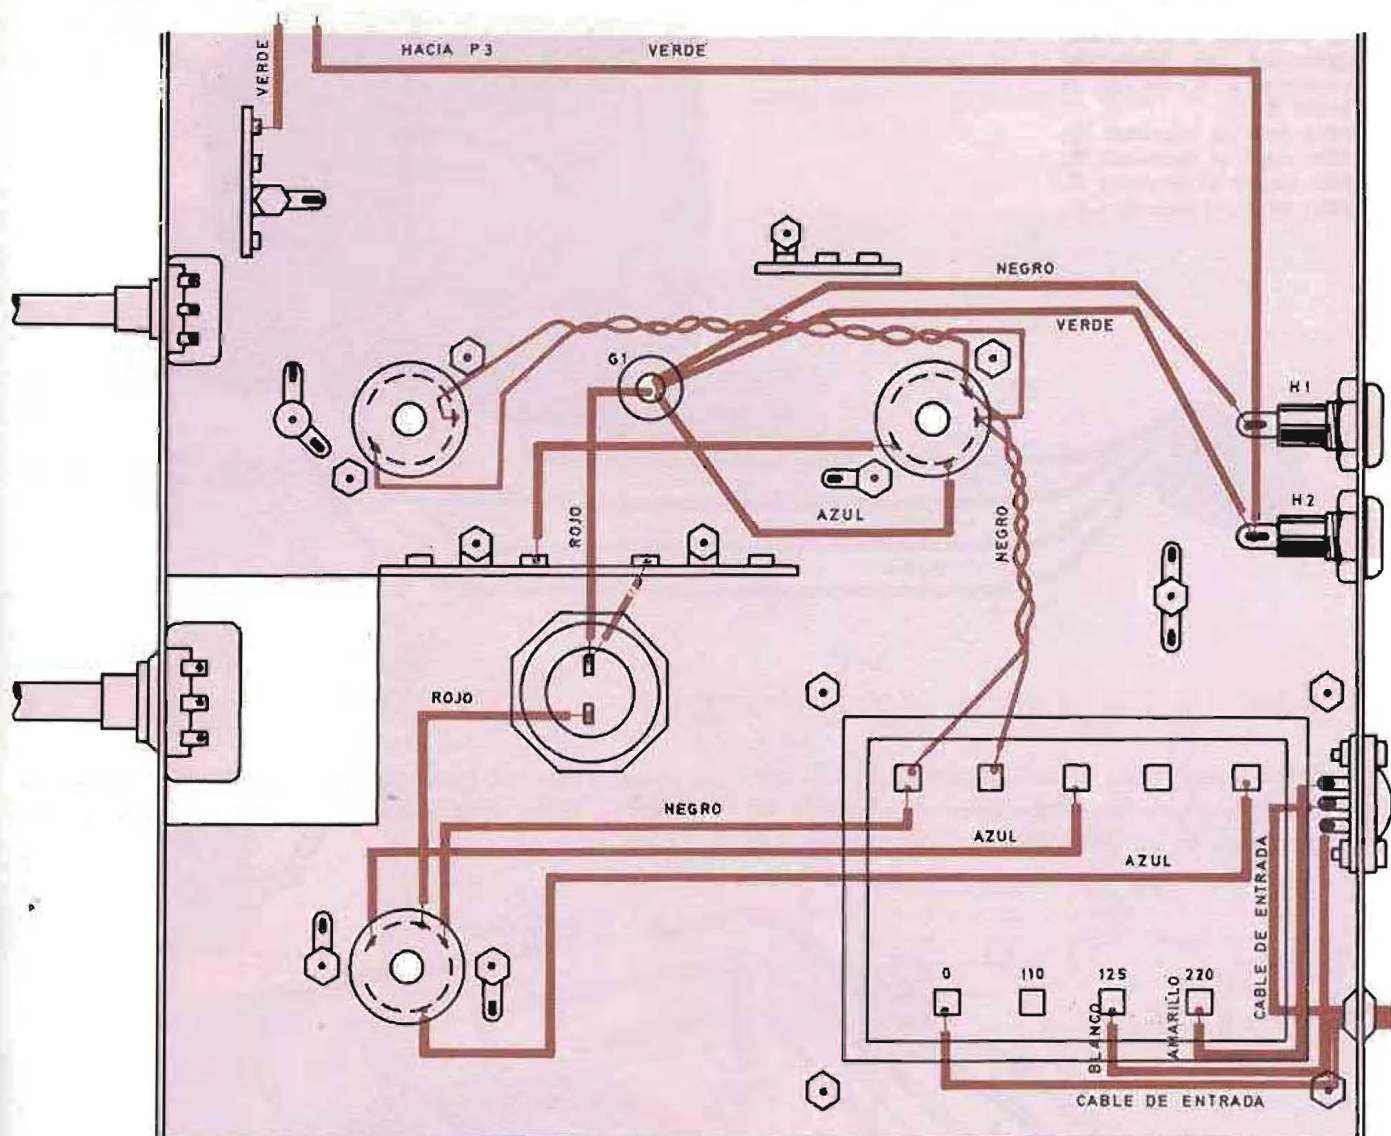 VERDE
HACIA P3
VERDE
NEGRO
VERDE
G1
H1
H2
ROJO
AZUL
NEGRO
ROJO
NEGRO
AZUL
AZUL
CABLE DE ENTRADA
0
110
125
220
BLANCO
AMARILLO
CABLE DE ENTRADA